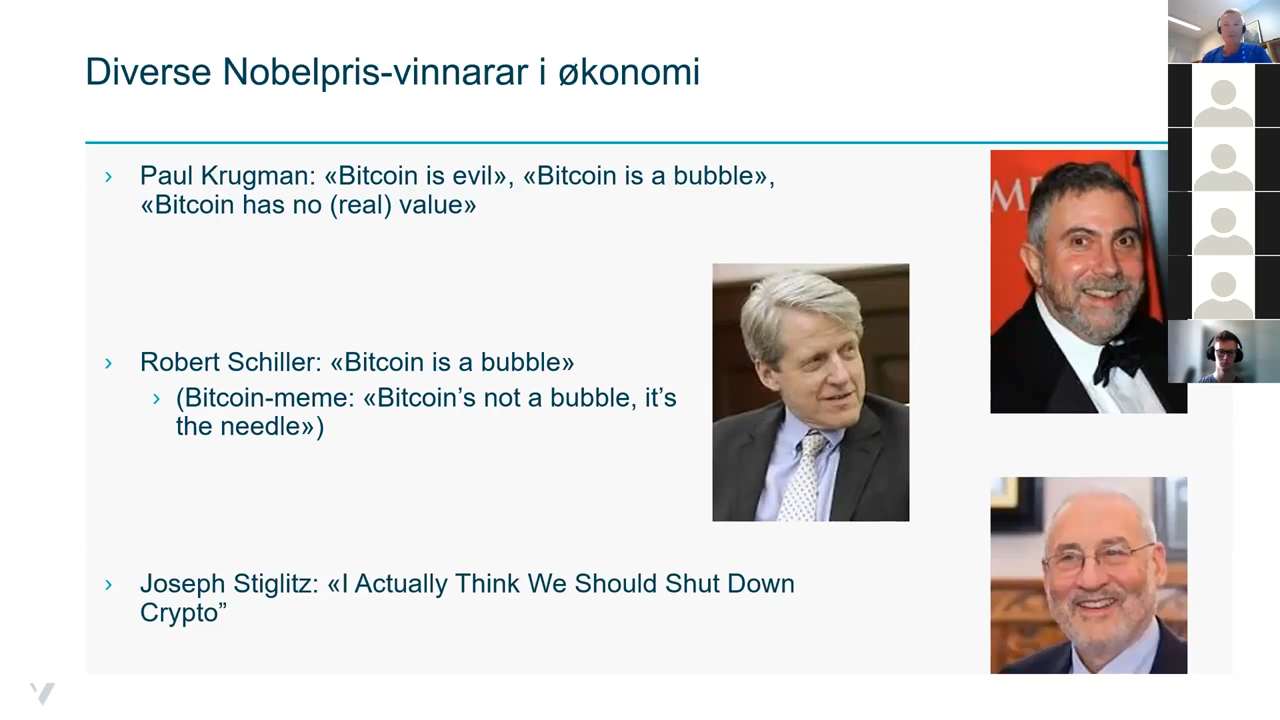 Diverse Nobelpris-vinnarar i økonomi
› Paul Krugman: «Bitcoin is evil», «Bitcoin is a bubble»,
«Bitcoin has no (real) value»
› Robert Schiller: «Bitcoin is a bubble»
› (Bitcoin-meme: «Bitcoin’s not a bubble, it’s
the needle»)
› Joseph Stiglitz: «I Actually Think We Should Shut Down
Crypto”